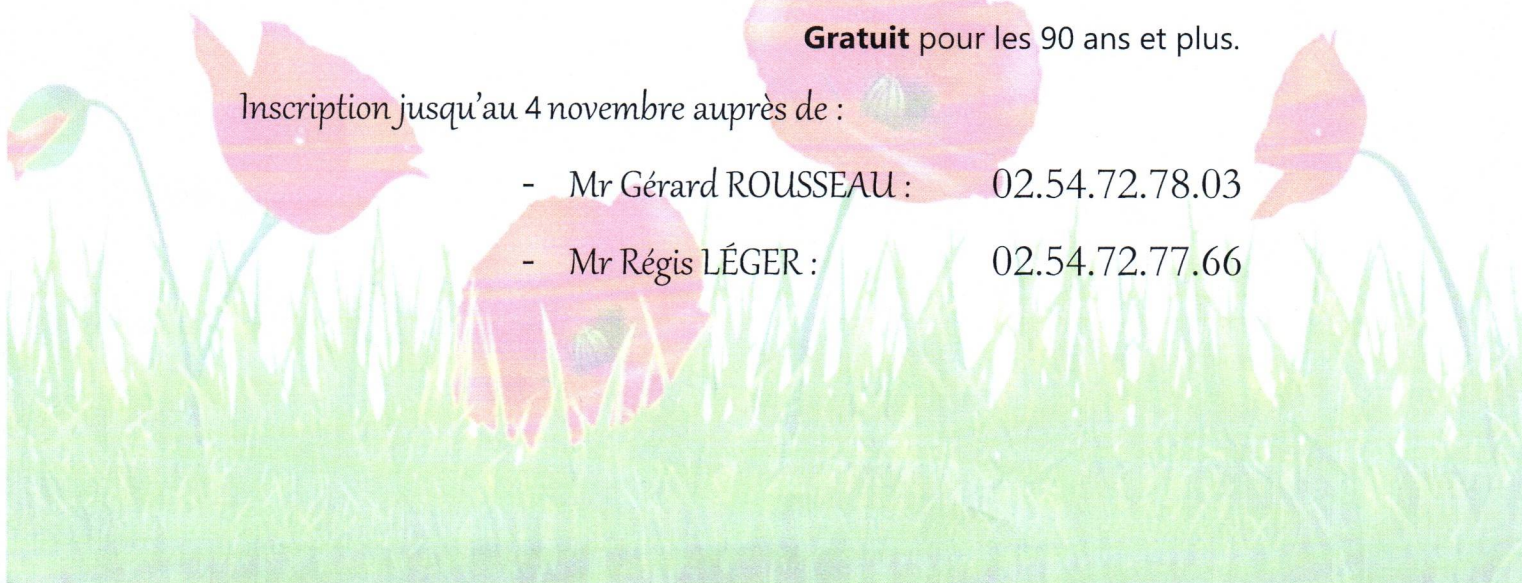 Gratuit pour les 90 ans et plus.
Inscription jusqu'au 4 novembre auprès de :
- Mr Gérard ROUSSEAU : 02.54.72.78.03
- Mr Régis LÉGER : 02.54.72.77.66